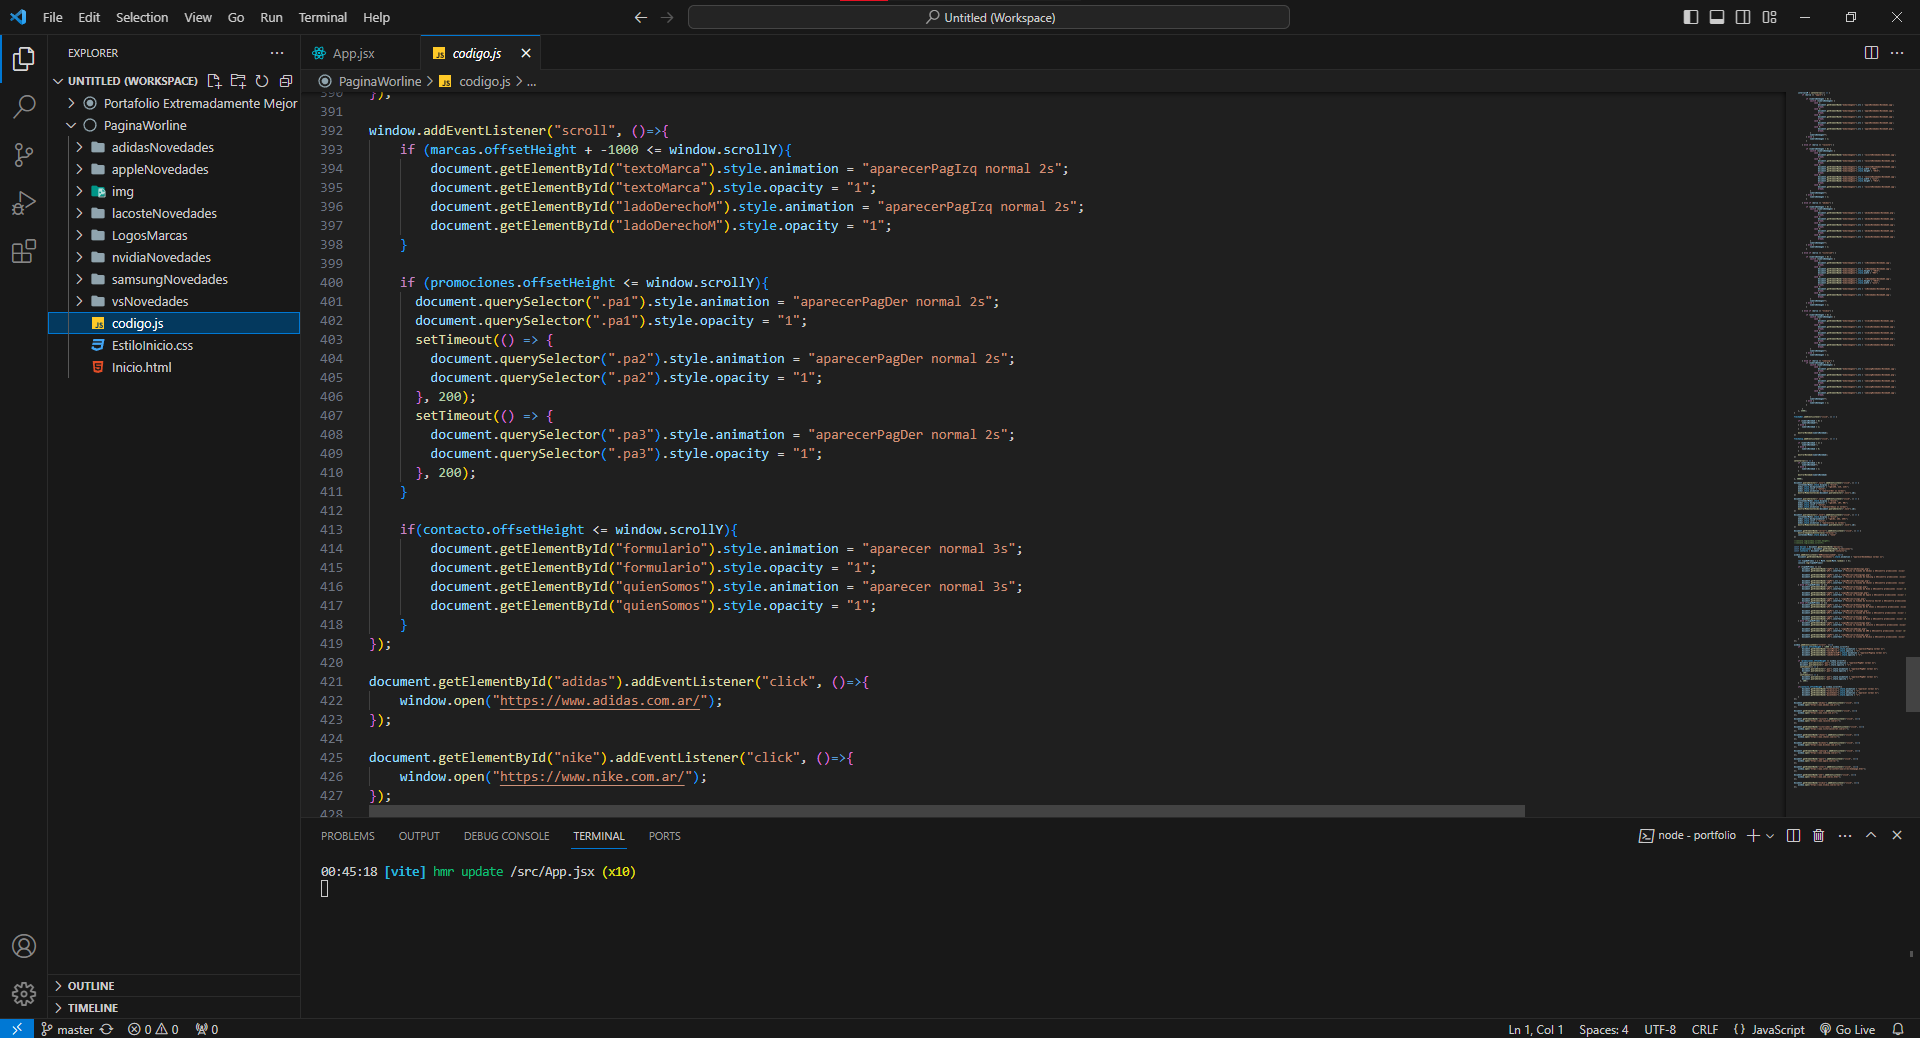 File Edit Selection View Go Run Terminal Help
Untitled (Workspace)
EXPLORER
UNTITLED (WORKSPACE)
Portafolio Extremadamente Mejor
PaginaWorline
adidasNovedades
appleNovedades
img
lacosteNovedades
LogosMarcas
nvidiaNovedades
samsungNovedades
vsNovedades
codigo.js
EstiloInicio.css
Inicio.html
OUTLINE
TIMELINE
App.jsx
codigo.js
PaginaWorline > codigo.js > ...
390 });
391
392 window.addEventListener("scroll", ()=>{
393 if (marcas.offsetHeight + -1000 <= window.scrollY){
394 document.getElementById("textoMarca").style.animation = "aparecerPagIzq normal 2s";
395 document.getElementById("textoMarca").style.opacity = "1";
396 document.getElementById("ladoDerechoM").style.animation = "aparecerPagIzq normal 2s";
397 document.getElementById("ladoDerechoM").style.opacity = "1";
398 }
399
400 if (promociones.offsetHeight <= window.scrollY){
401 document.querySelector(".pa1").style.animation = "aparecerPagDer normal 2s";
402 document.querySelector(".pa1").style.opacity = "1";
403 setTimeout(() => {
404 document.querySelector(".pa2").style.animation = "aparecerPagDer normal 2s";
405 document.querySelector(".pa2").style.opacity = "1";
406 }, 200);
407 setTimeout(() => {
408 document.querySelector(".pa3").style.animation = "aparecerPagDer normal 2s";
409 document.querySelector(".pa3").style.opacity = "1";
410 }, 200);
411 }
412
413 if(contacto.offsetHeight <= window.scrollY){
414 document.getElementById("formulario").style.animation = "aparecer normal 3s";
415 document.getElementById("formulario").style.opacity = "1";
416 document.getElementById("quienSomos").style.animation = "aparecer normal 3s";
417 document.getElementById("quienSomos").style.opacity = "1";
418 }
419 });
420
421 document.getElementById("adidas").addEventListener("click", ()=>{
422 window.open("https://www.adidas.com.ar/");
423 });
424
425 document.getElementById("nike").addEventListener("click", ()=>{
426 window.open("https://www.nike.com.ar/");
427 });
428
PROBLEMS OUTPUT DEBUG CONSOLE TERMINAL PORTS
node - portfolio
00:45:18 [vite] hmr update /src/App.jsx (x10)
master 0 0 0
Ln 1, Col 1 Spaces: 4 UTF-8 CRLF {} JavaScript Go Live